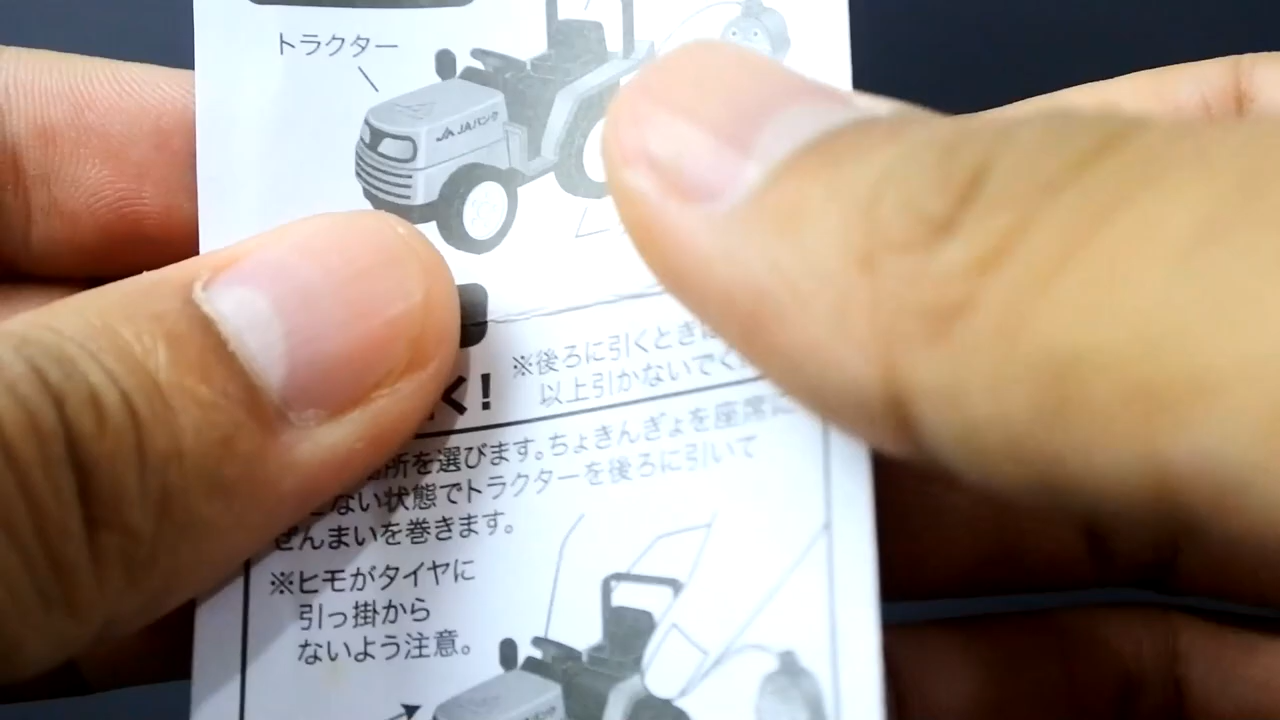 トラクター
JAバンク
く!
※後ろに引くときは
以上引かないでく
所を選びます。ちょきんぎょを座席に
ない状態でトラクターを後ろに引いて
ぜんまいを巻きます。
※ヒモがタイヤに
引っ掛から
ないよう注意。